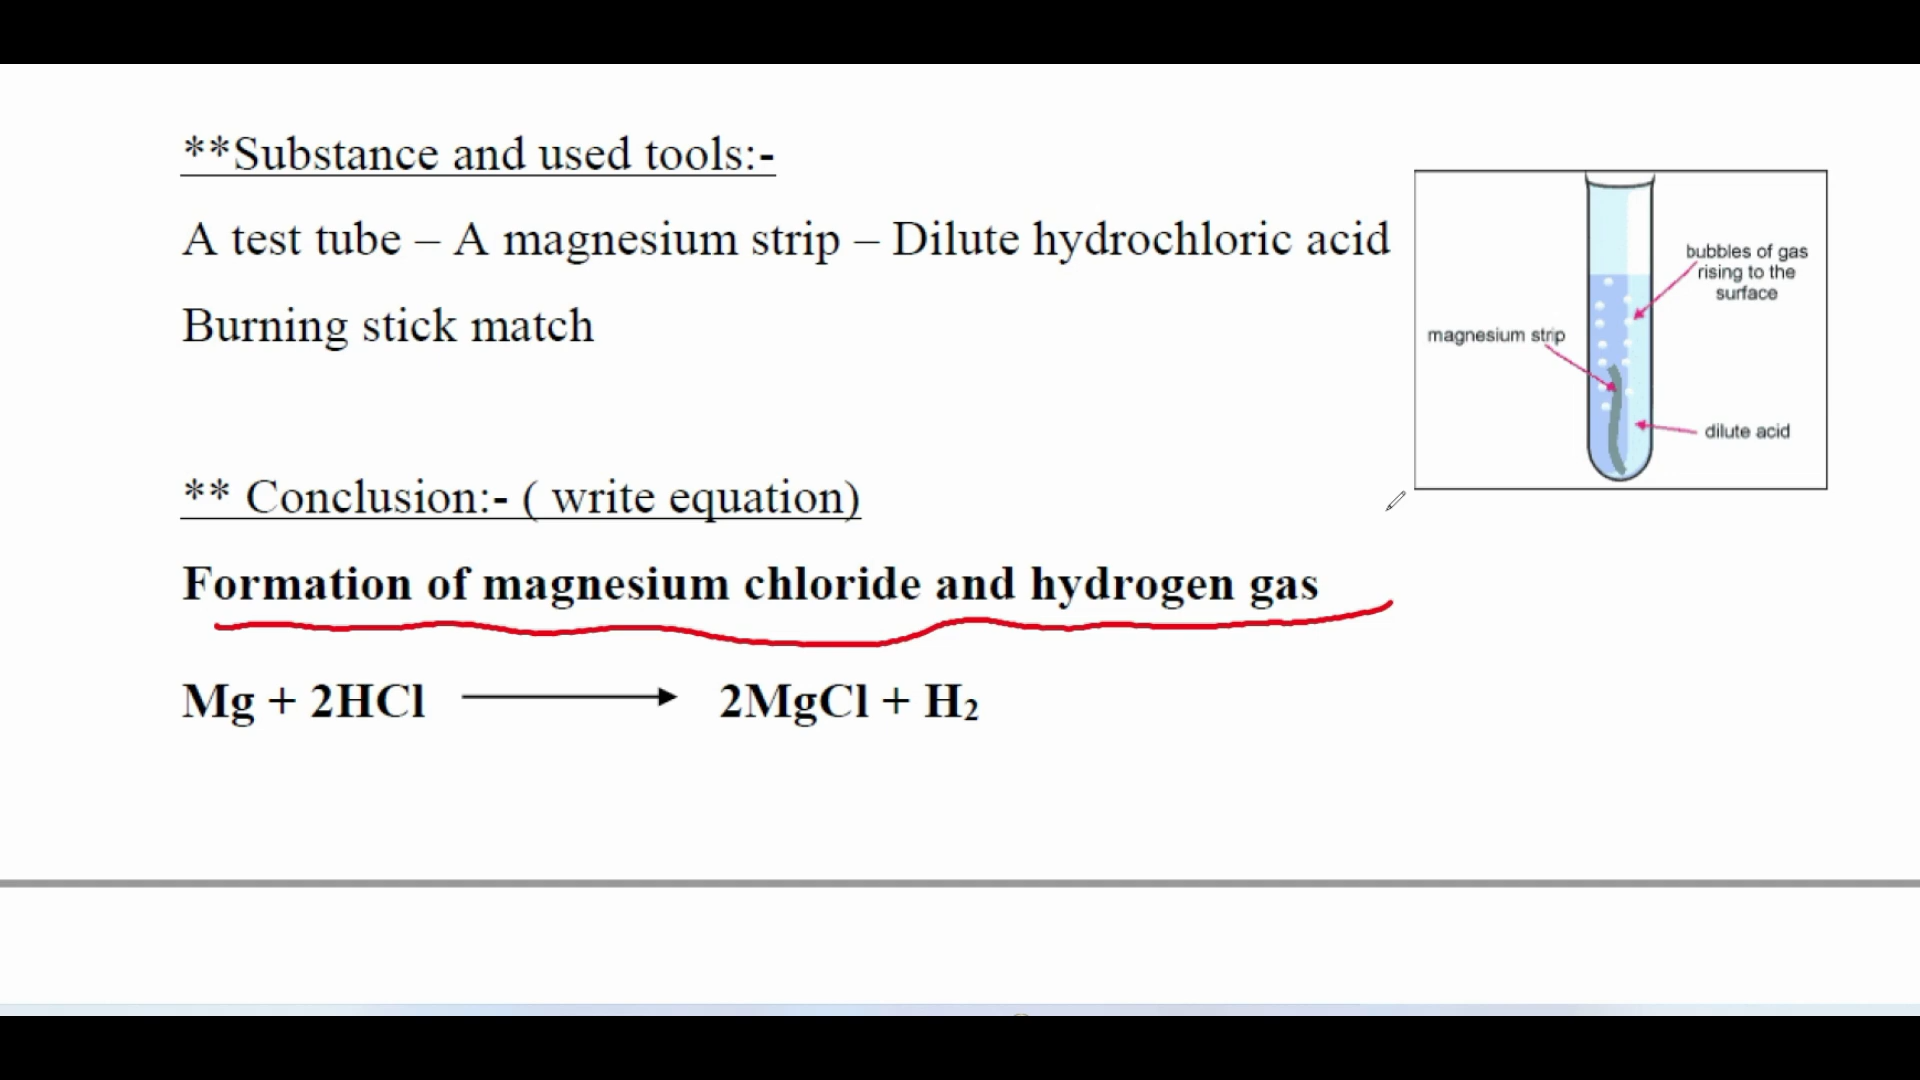 **Substance and used tools:-
A test tube – A magnesium strip – Dilute hydrochloric acid
Burning stick match
bubbles of gas
rising to the
surface
magnesium strip
dilute acid
** Conclusion:- ( write equation)
Formation of magnesium chloride and hydrogen gas
Mg + 2HCl ⟶ 2MgCl + H₂